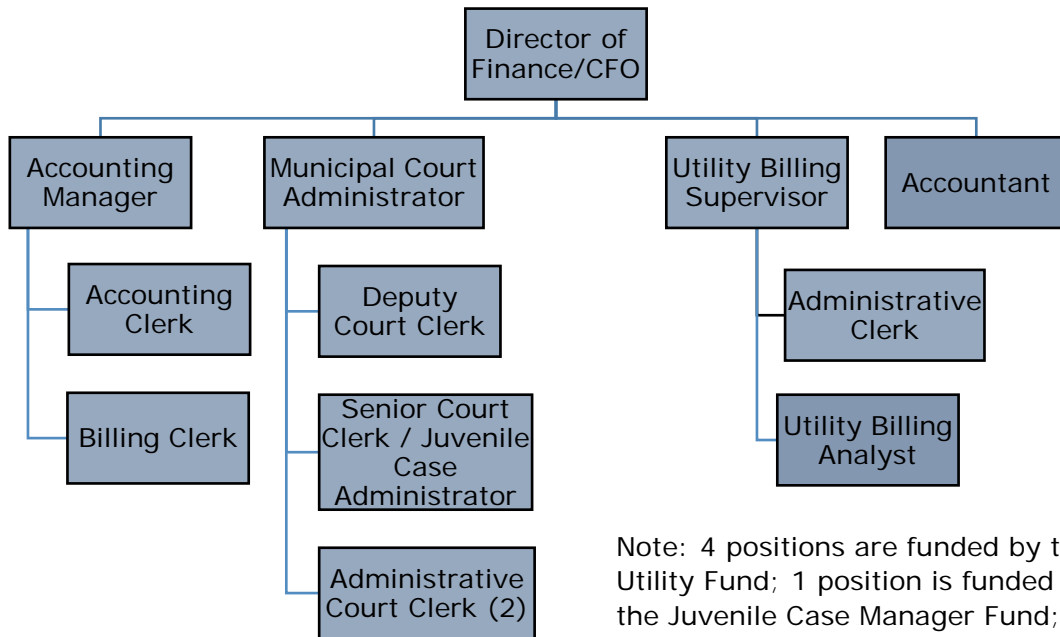 Director of
Finance/CFO
Accounting
Manager
Municipal Court
Administrator
Utility Billing
Supervisor
Accountant
Accounting
Clerk
Billing Clerk
Deputy
Court Clerk
Senior Court
Clerk / Juvenile
Case
Administrator
Administrative
Court Clerk (2)
Administrative
Clerk
Utility Billing
Analyst
Note: 4 positions are funded by
Utility Fund; 1 position is funded
the Juvenile Case Manager Fund;